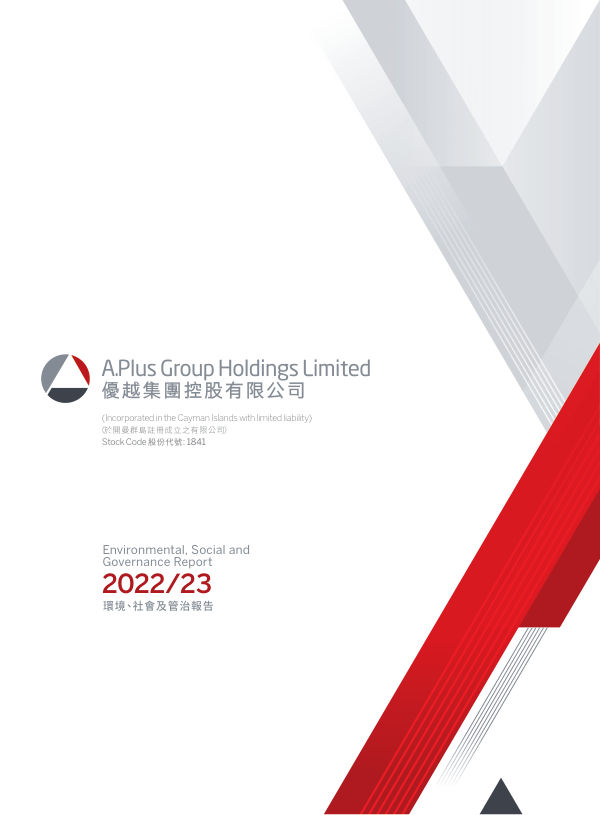 A.Plus Group Holdings Limited
優越集團控股有限公司
(Incorporated in the Cayman Islands with limited liability)
(於開曼群島註冊成立之有限公司)
Stock Code 股份代號: 1841
Environmental, Social and
Governance Report
2022/23
環境、社會及管治報告